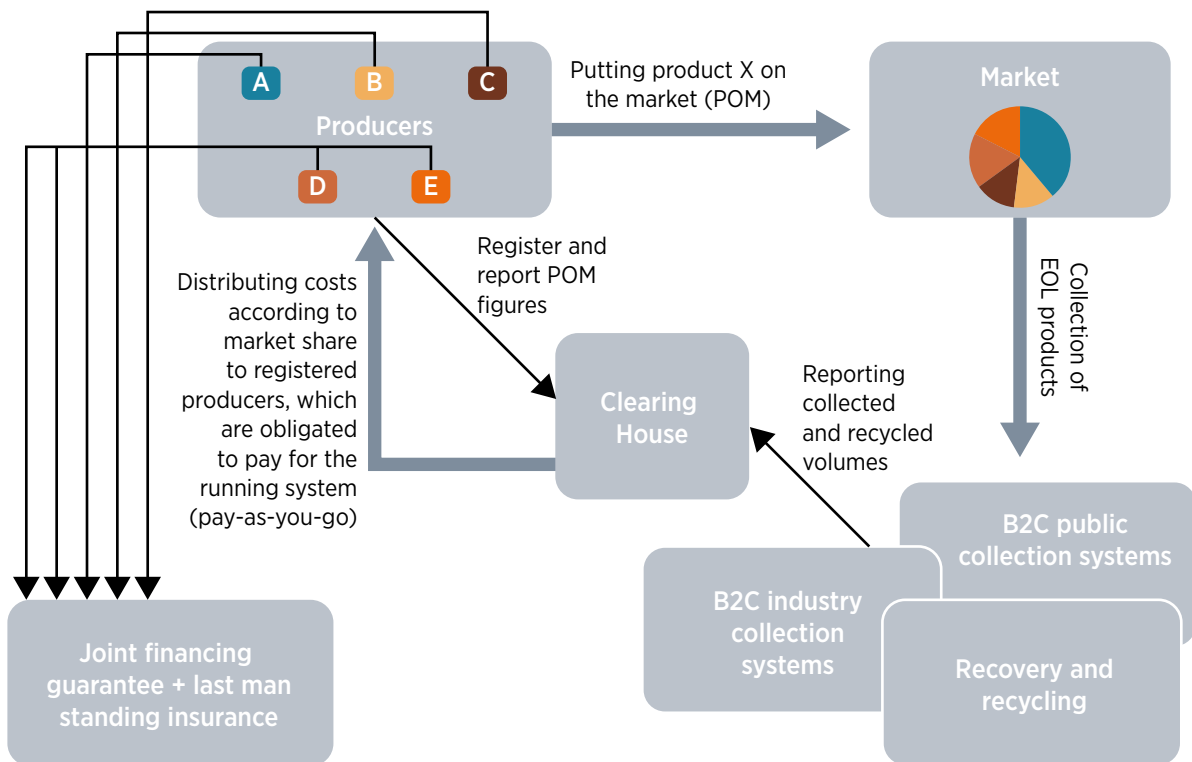 A
B
C
Producers
D
E
Putting product X on
the market (POM)
Market
Distributing costs
according to
market share
to registered
producers, which
are obligated
to pay for the
running system
(pay-as-you-go)
Register and
report POM
figures
Collection of
EOL products
Clearing
House
Reporting
collected
and recycled
volumes
B2C public
collection systems
B2C industry
collection
systems
Recovery and
recycling
Joint financing
guarantee + last man
standing insurance